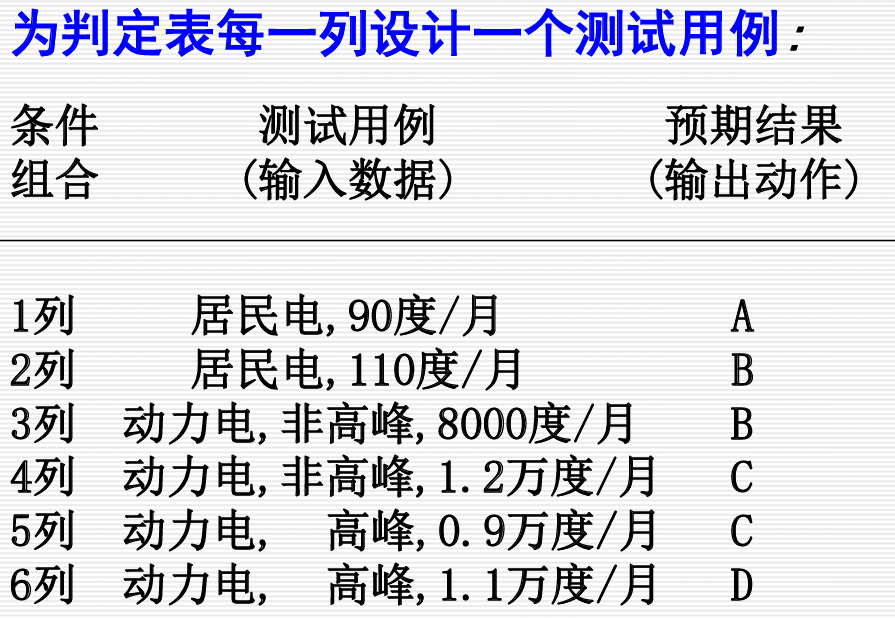 为判定表每一列设计一个测试用例:
条件 测试用例 预期结果
组合 (输入数据) (输出动作)
1列 居民电,90度/月 A
2列 居民电,110度/月 B
3列 动力电,非高峰,8000度/月 B
4列 动力电,非高峰,1.2万度/月 C
5列 动力电, 高峰,0.9万度/月 C
6列 动力电, 高峰,1.1万度/月 D